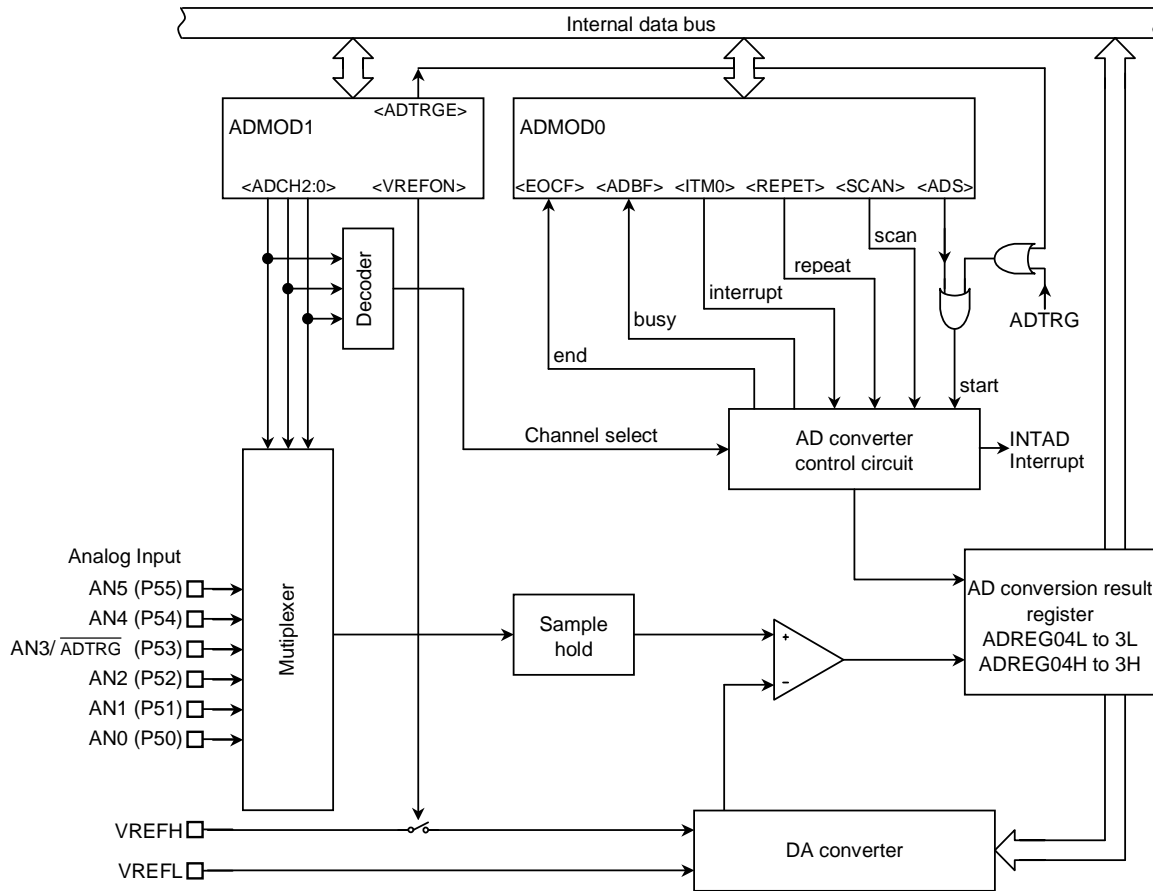 Internal data bus
<ADTRGE>
ADMOD1
<ADCH2:0> <VREFON>
ADMOD0
<EOCF> <ADBF> <ITM0> <REPET> <SCAN> <ADS>
Decoder
scan
repeat
interrupt
busy
end
ADTRG
start
Channel select
AD converter
control circuit
INTAD
Interrupt
Analog Input
AN5 (P55)
AN4 (P54)
AN3/ ADTRG (P53)
AN2 (P52)
AN1 (P51)
AN0 (P50)
Mutiplexer
Sample
hold
+
−
AD conversion result
register
ADREG04L to 3L
ADREG04H to 3H
VREFH
VREFL
DA converter